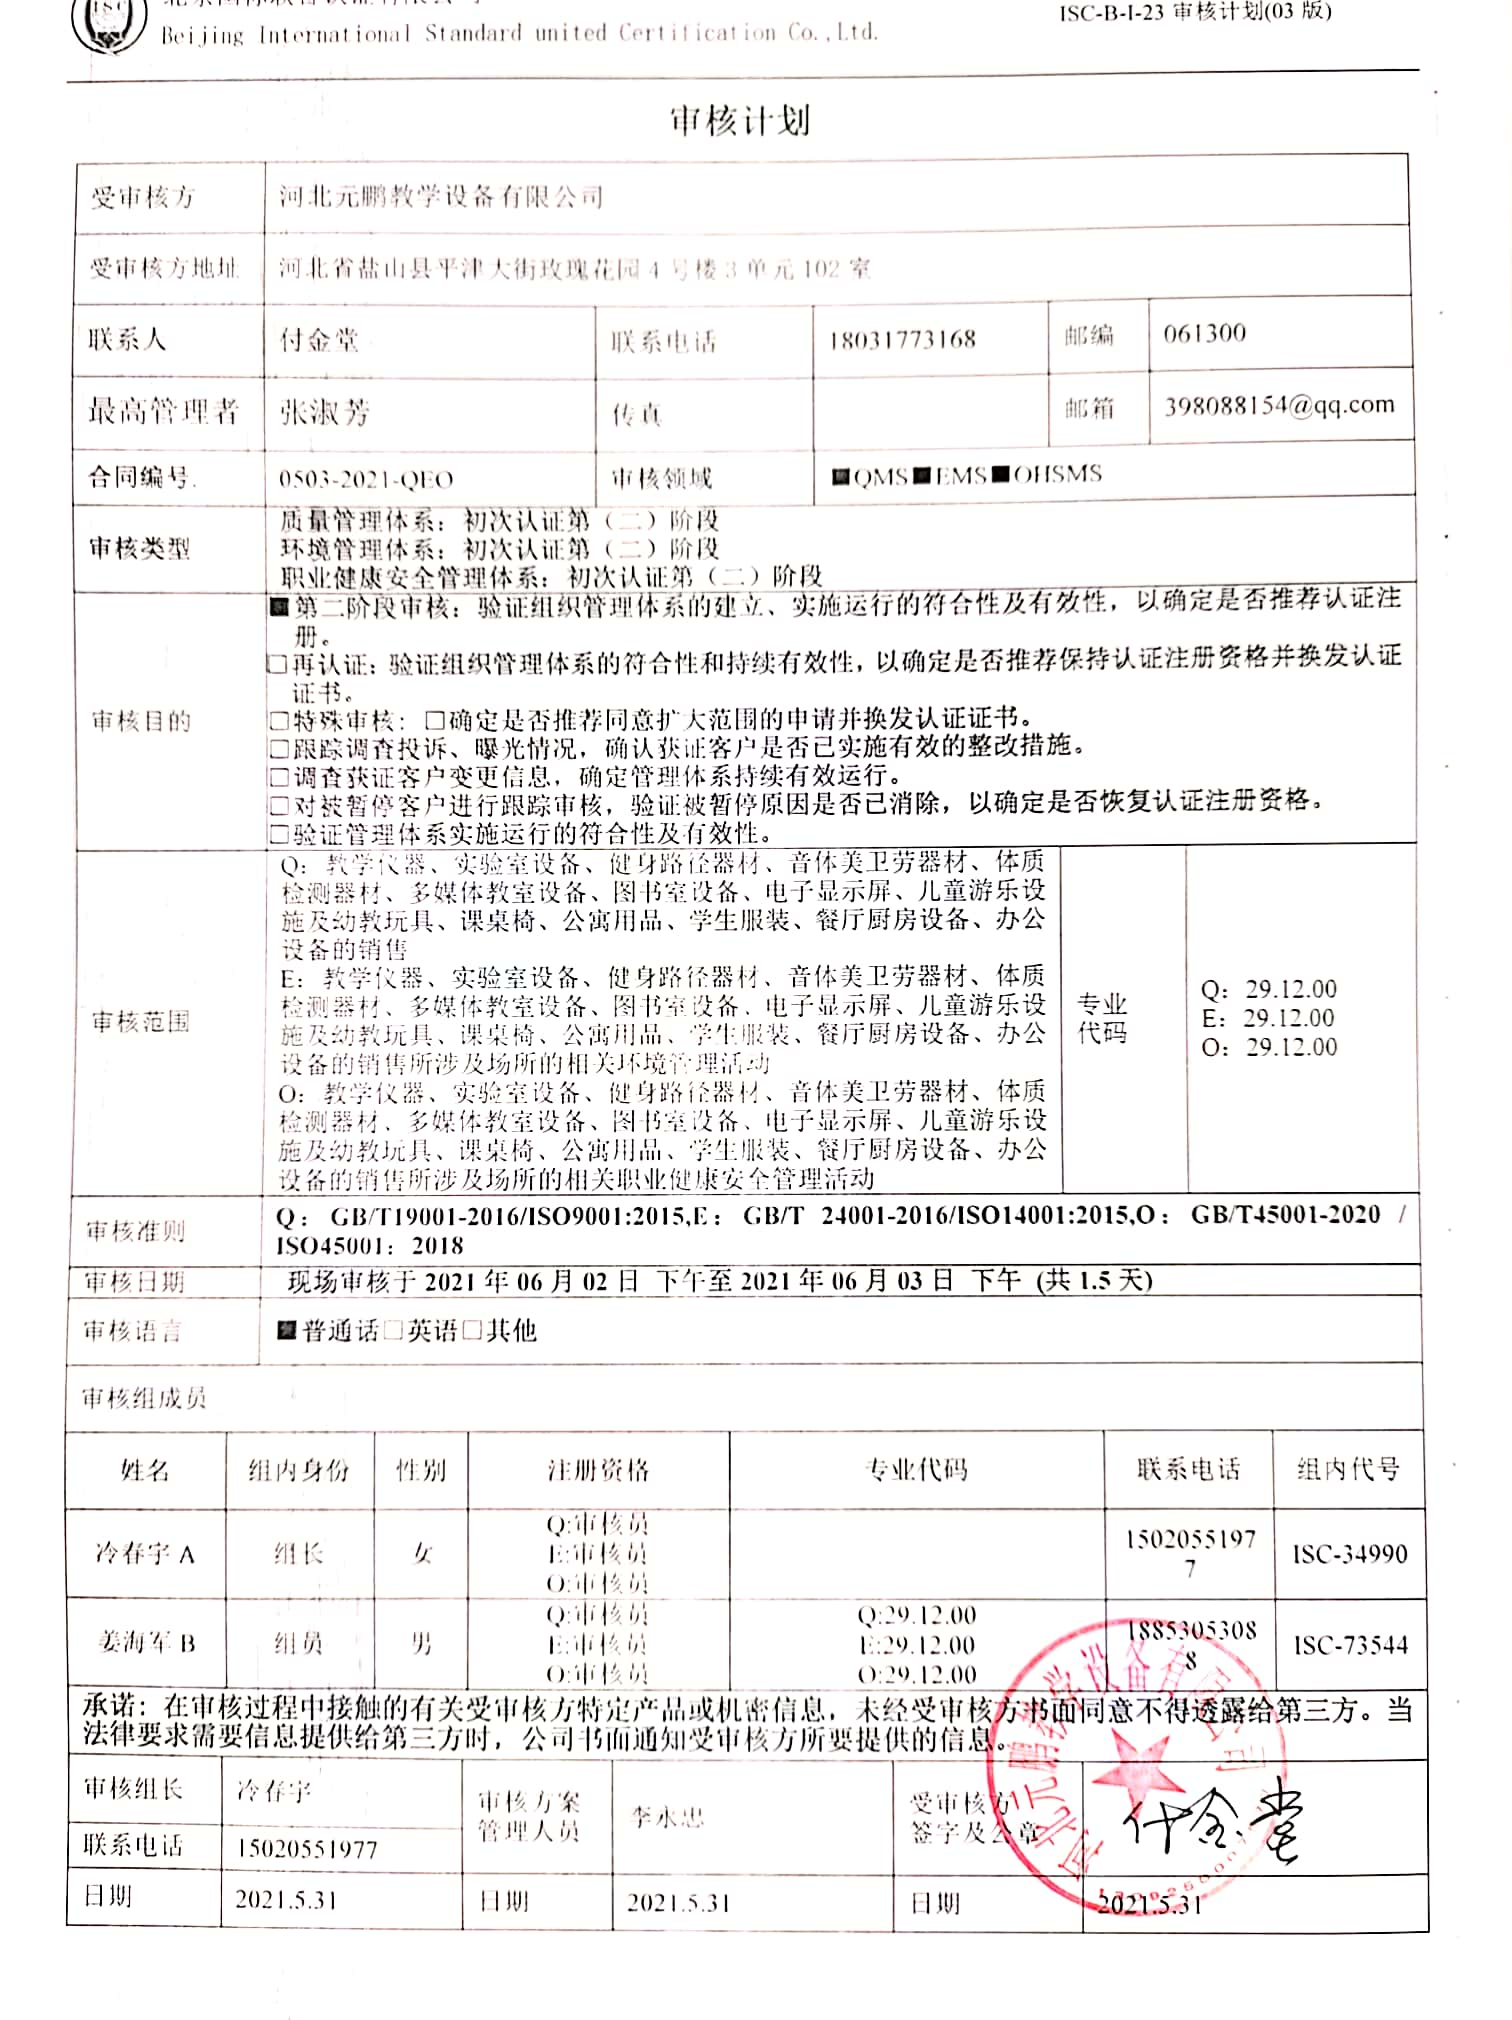 ISC
ISC-B-I-23 审核计划(03 版)
Beijing International Standard united Certification Co.,Ltd.
审核计划
受审核方 河北元鹏教学设备有限公司
受审核方地址 河北省盐山县平津大街玫瑰花园 4 号楼 3 单元 102 室
联系人 付金堂 联系电话 18031773168 邮编 061300
最高管理者 张淑芳 传真 邮箱 398088154@qq.com
合同编号 0503-2021-QEO 审核领域 ■QMS■EMS■OHSMS
审核类型
质量管理体系：初次认证第（二）阶段
环境管理体系：初次认证第（二）阶段
职业健康安全管理体系：初次认证第（二）阶段
审核目的
■第二阶段审核：验证组织管理体系的建立、实施运行的符合性及有效性，以确定是否推荐认证注
册。
□再认证：验证组织管理体系的符合性和持续有效性，以确定是否推荐保持认证注册资格并换发认证
证书。
□特殊审核：□确定是否推荐同意扩大范围的申请并换发认证证书。
□跟踪调查投诉、曝光情况，确认获证客户是否已实施有效的整改措施。
□调查获证客户变更信息，确定管理体系持续有效运行。
□对被暂停客户进行跟踪审核，验证被暂停原因是否已消除，以确定是否恢复认证注册资格。
□验证管理体系实施运行的符合性及有效性。
审核范围
Q：教学仪器、实验室设备、健身路径器材、音体美卫劳器材、体质
检测器材、多媒体教室设备、图书室设备、电子显示屏、儿童游乐设
施及幼教玩具、课桌椅、公寓用品、学生服装、餐厅厨房设备、办公
设备的销售
E：教学仪器、实验室设备、健身路径器材、音体美卫劳器材、体质
检测器材、多媒体教室设备、图书室设备、电子显示屏、儿童游乐设
施及幼教玩具、课桌椅、公寓用品、学生服装、餐厅厨房设备、办公
设备的销售所涉及场所的相关环境管理活动
O：教学仪器、实验室设备、健身路径器材、音体美卫劳器材、体质
检测器材、多媒体教室设备、图书室设备、电子显示屏、儿童游乐设
施及幼教玩具、课桌椅、公寓用品、学生服装、餐厅厨房设备、办公
设备的销售所涉及场所的相关职业健康安全管理活动
专业
代码
Q：29.12.00
E：29.12.00
O：29.12.00
审核准则
Q： GB/T19001-2016/ISO9001:2015,E： GB/T 24001-2016/ISO14001:2015,O： GB/T45001-2020 /
ISO45001：2018
审核日期 现场审核于 2021 年 06 月 02 日 下午至 2021 年 06 月 03 日 下午 (共 1.5 天)
审核语言 ■普通话□英语□其他
审核组成员
姓名 组内身份 性别 注册资格 专业代码 联系电话 组内代号
冷春宇 A 组长 女
Q:审核员
E:审核员
O:审核员
1502055197
7
ISC-34990
姜海军 B 组员 男
Q:审核员
E:审核员
O:审核员
Q:29.12.00
E:29.12.00
O:29.12.00
1885305308
8
ISC-73544
承诺：在审核过程中接触的有关受审核方特定产品或机密信息，未经受审核方书面同意不得透露给第三方。当
法律要求需要信息提供给第三方时，公司书面通知受审核方所要提供的信息。
审核组长 冷春宇
联系电话 15020551977
审核方案
管理人员
李永忠
受审核方
签字及公章
付金堂
河北元鹏教学设备有限公司
日期 2021.5.31 日期 2021.5.31 日期 2021.5.31